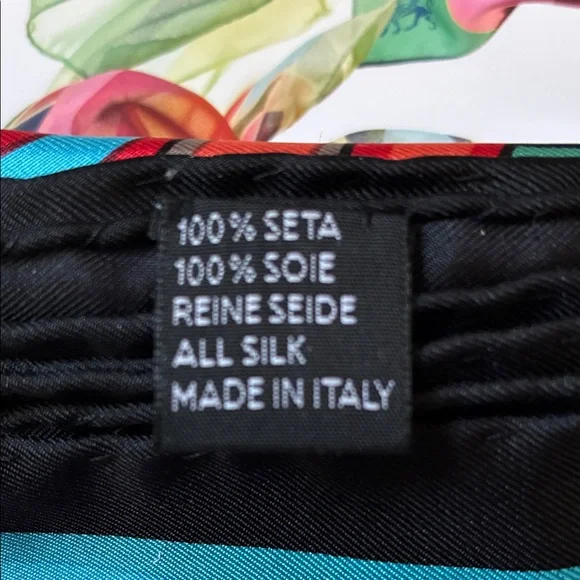 100% SETA
100% SOIE
REINE SEIDE
ALL SILK
MADE IN ITALY